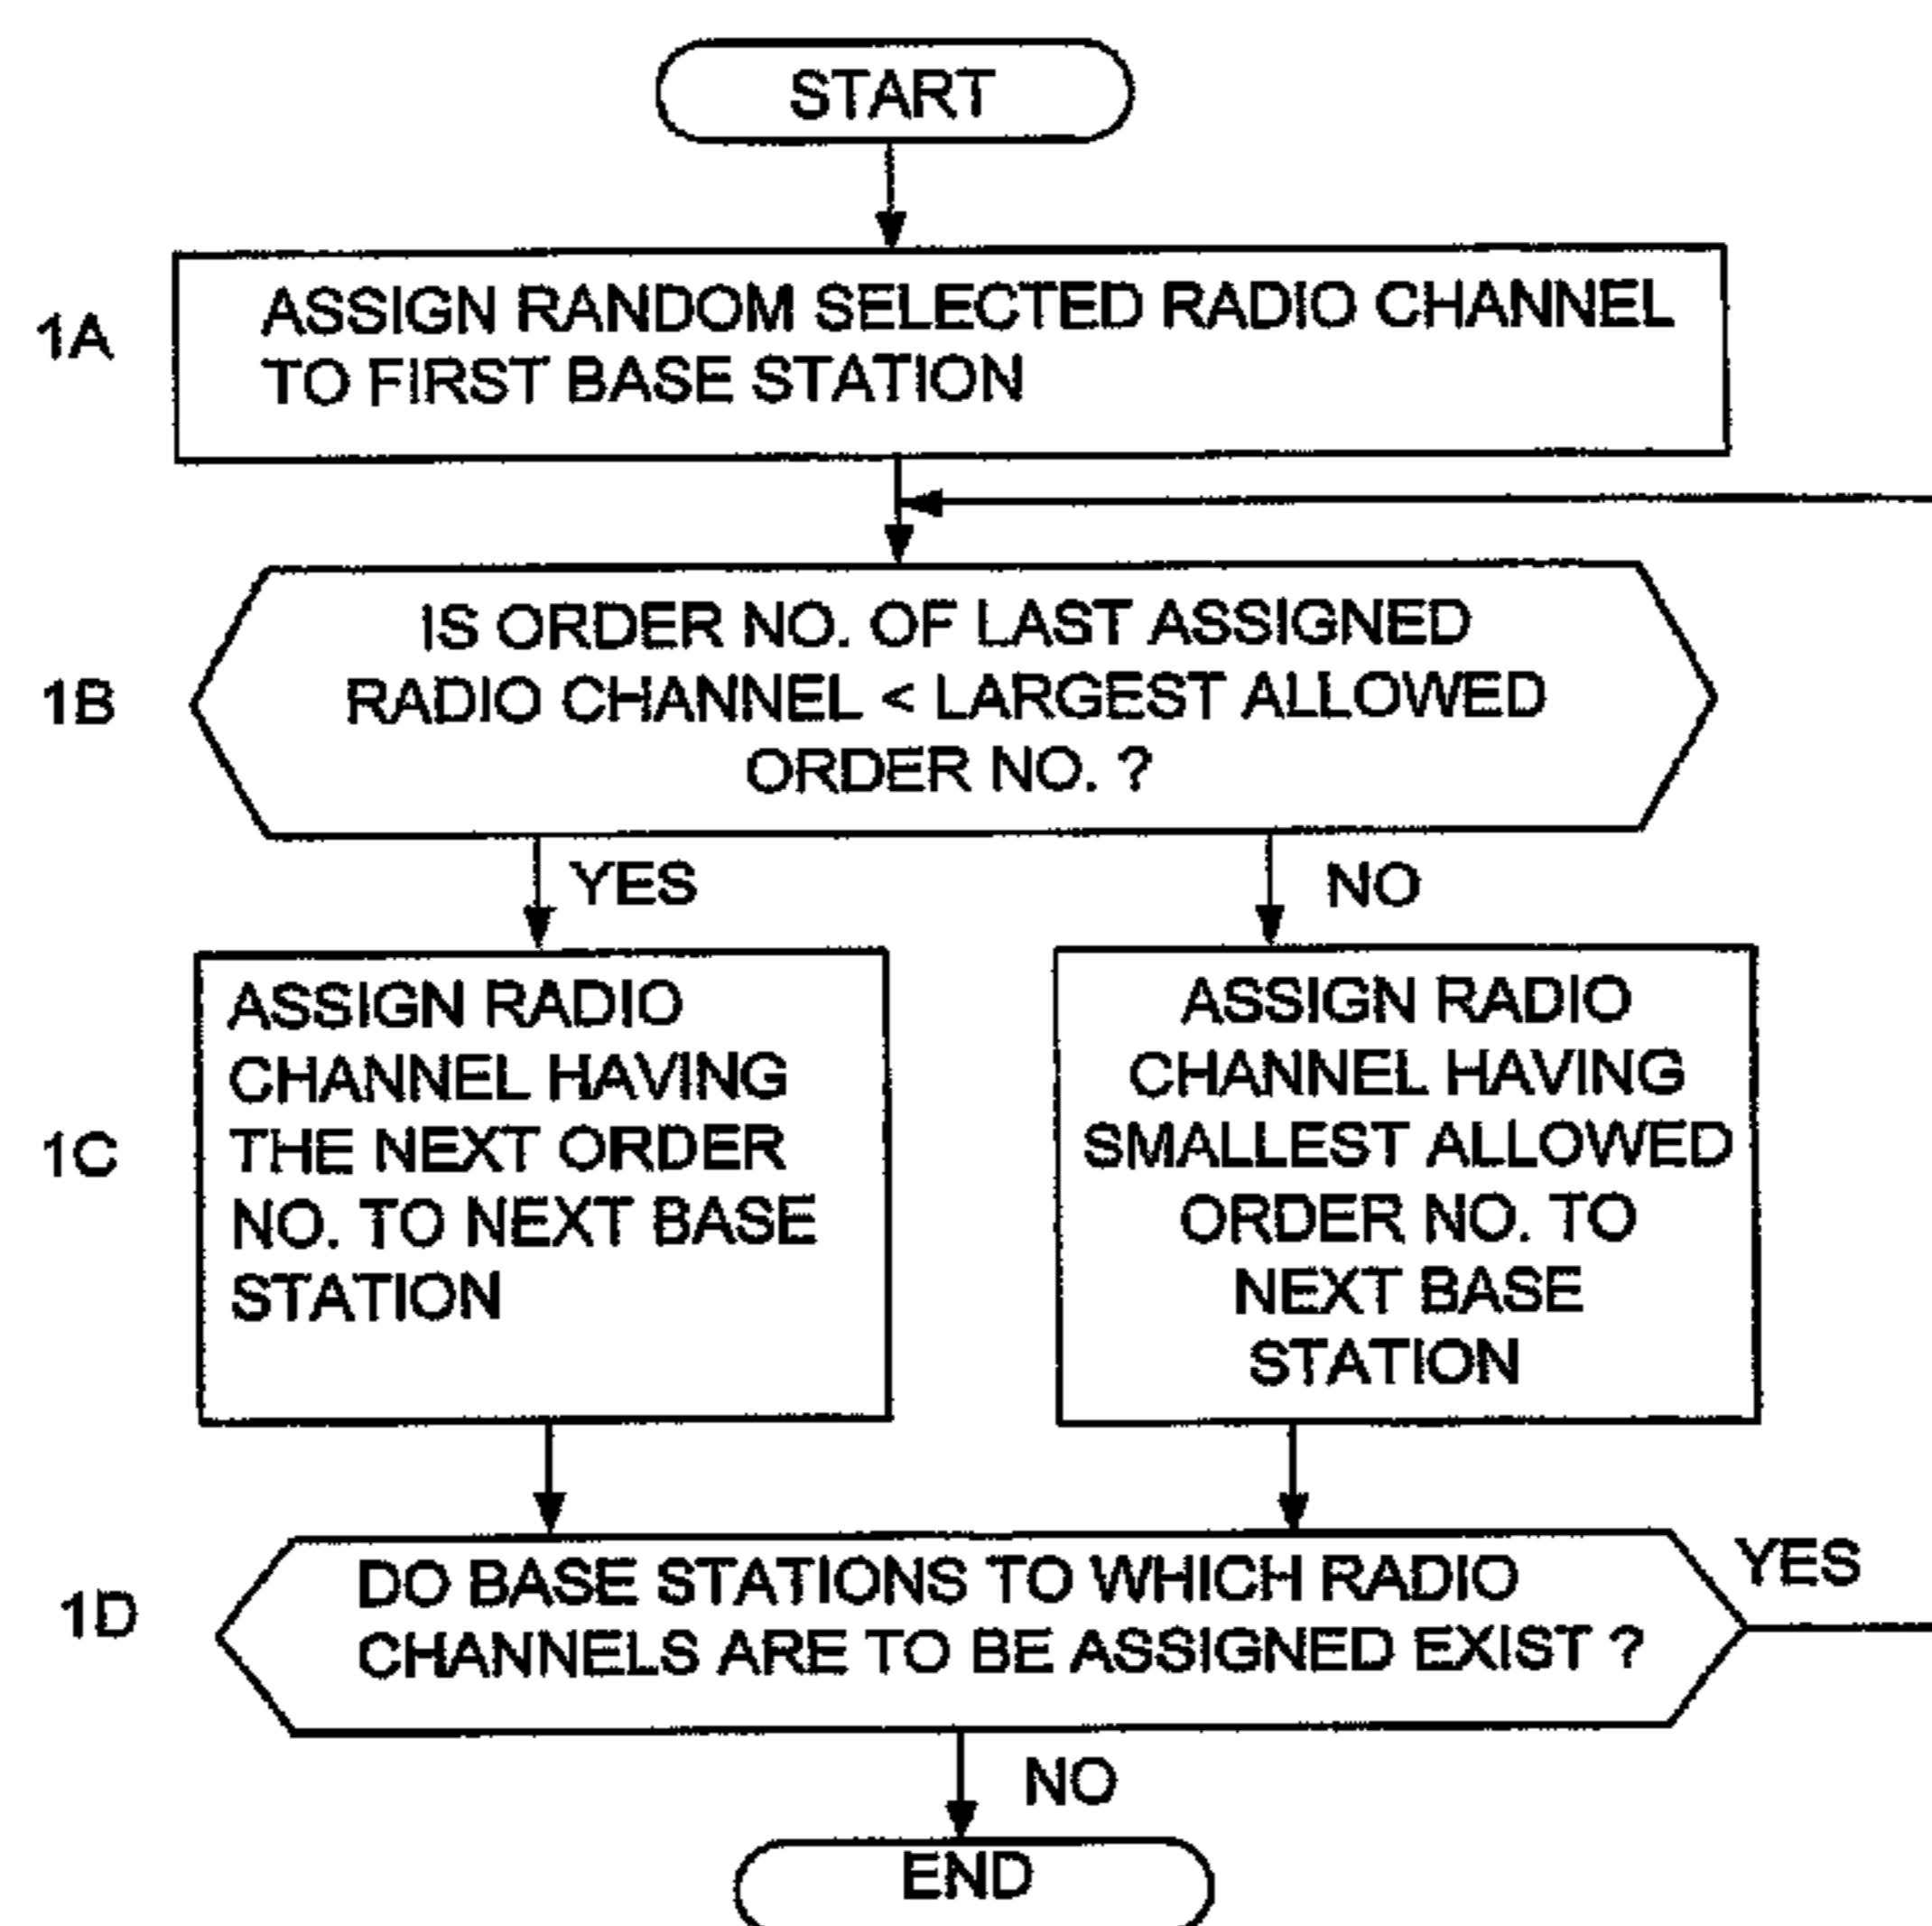 START
1A
ASSIGN RANDOM SELECTED RADIO CHANNEL
TO FIRST BASE STATION
1B
IS ORDER NO. OF LAST ASSIGNED
RADIO CHANNEL < LARGEST ALLOWED
ORDER NO. ?
YES
NO
1C
ASSIGN RADIO
CHANNEL HAVING
THE NEXT ORDER
NO. TO NEXT BASE
STATION
ASSIGN RADIO
CHANNEL HAVING
SMALLEST ALLOWED
ORDER NO. TO
NEXT BASE
STATION
1D
DO BASE STATIONS TO WHICH RADIO
CHANNELS ARE TO BE ASSIGNED EXIST ?
YES
NO
END